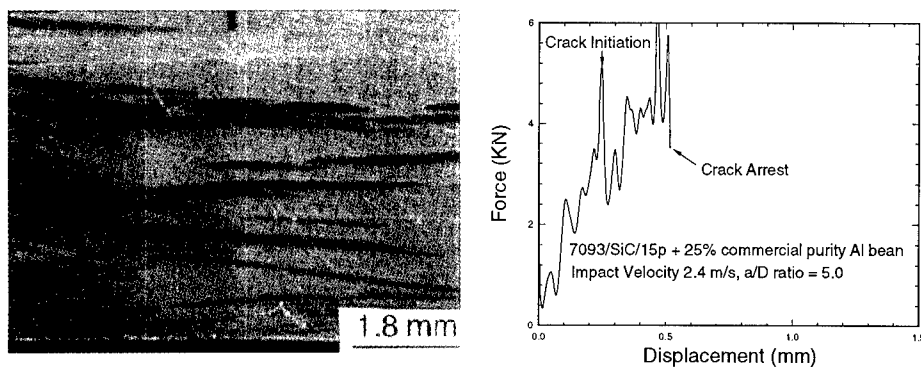 1.8 mm
Force (KN)
6
4
2
0
Crack Initiation
Crack Arrest
7093/SiC/15p + 25% commercial purity Al bean
Impact Velocity 2.4 m/s, a/D ratio = 5.0
0.0 0.5 1.0 1.5
Displacement (mm)